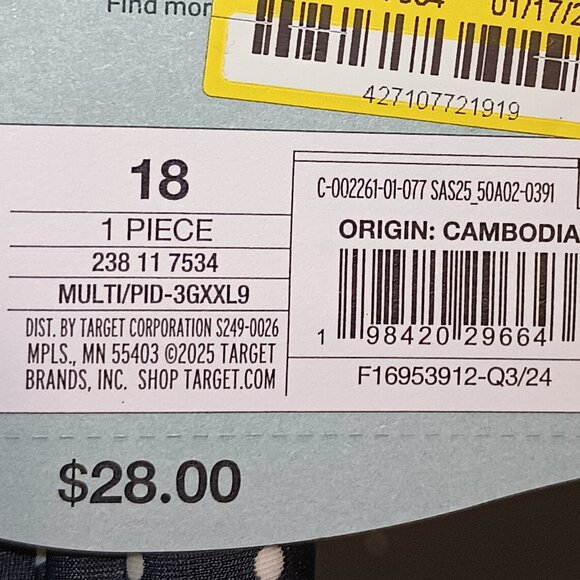 Find mor
01/17/2
427107721919
18
1 PIECE
238 11 7534
MULTI/PID-3GXXL9
DIST. BY TARGET CORPORATION S249-0026
MPLS., MN 55403 ©2025 TARGET
BRANDS, INC. SHOP TARGET.COM
C-002261-01-077 SAS25_50A02-0391
ORIGIN: CAMBODIA
1 98420 29664
F16953912-Q3/24
$28.00